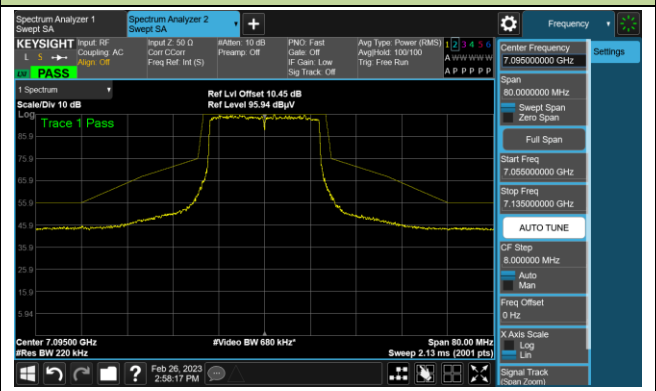 Spectrum Analyzer 1
Swept SA
Spectrum Analyzer 2
Swept SA
Frequency
KEYSIGHT
L S
LXI PASS
Input: RF
Coupling: AC
Align: Off
Input Z: 50 Ω
Corr CCorr
Freq Ref: Int (S)
#Atten: 10 dB
Preamp: Off
PNO: Fast
Gate: Off
IF Gain: Low
Sig Track: Off
Avg Type: Power (RMS)
Avg|Hold: 100/100
Trig: Free Run
1 2 3 4 5 6
A W W W W W
A P P P P P
1 Spectrum
Scale/Div 10 dB
Ref Lvl Offset 10.45 dB
Ref Level 95.94 dBµV
Log
Trace 1 Pass
85.9
75.9
65.9
55.9
45.9
35.9
25.9
15.9
5.94
Center 7.09500 GHz
#Res BW 220 kHz
#Video BW 680 kHz*
Span 80.00 MHz
Sweep 2.13 ms (2001 pts)
Center Frequency
7.095000000 GHz
Settings
Span
80.0000000 MHz
Swept Span
Zero Span
Full Span
Start Freq
7.055000000 GHz
Stop Freq
7.135000000 GHz
AUTO TUNE
CF Step
8.000000 MHz
Auto
Man
Freq Offset
0 Hz
X Axis Scale
Log
Lin
Signal Track
(Span Zoom)
Feb 26, 2023
2:58:17 PM